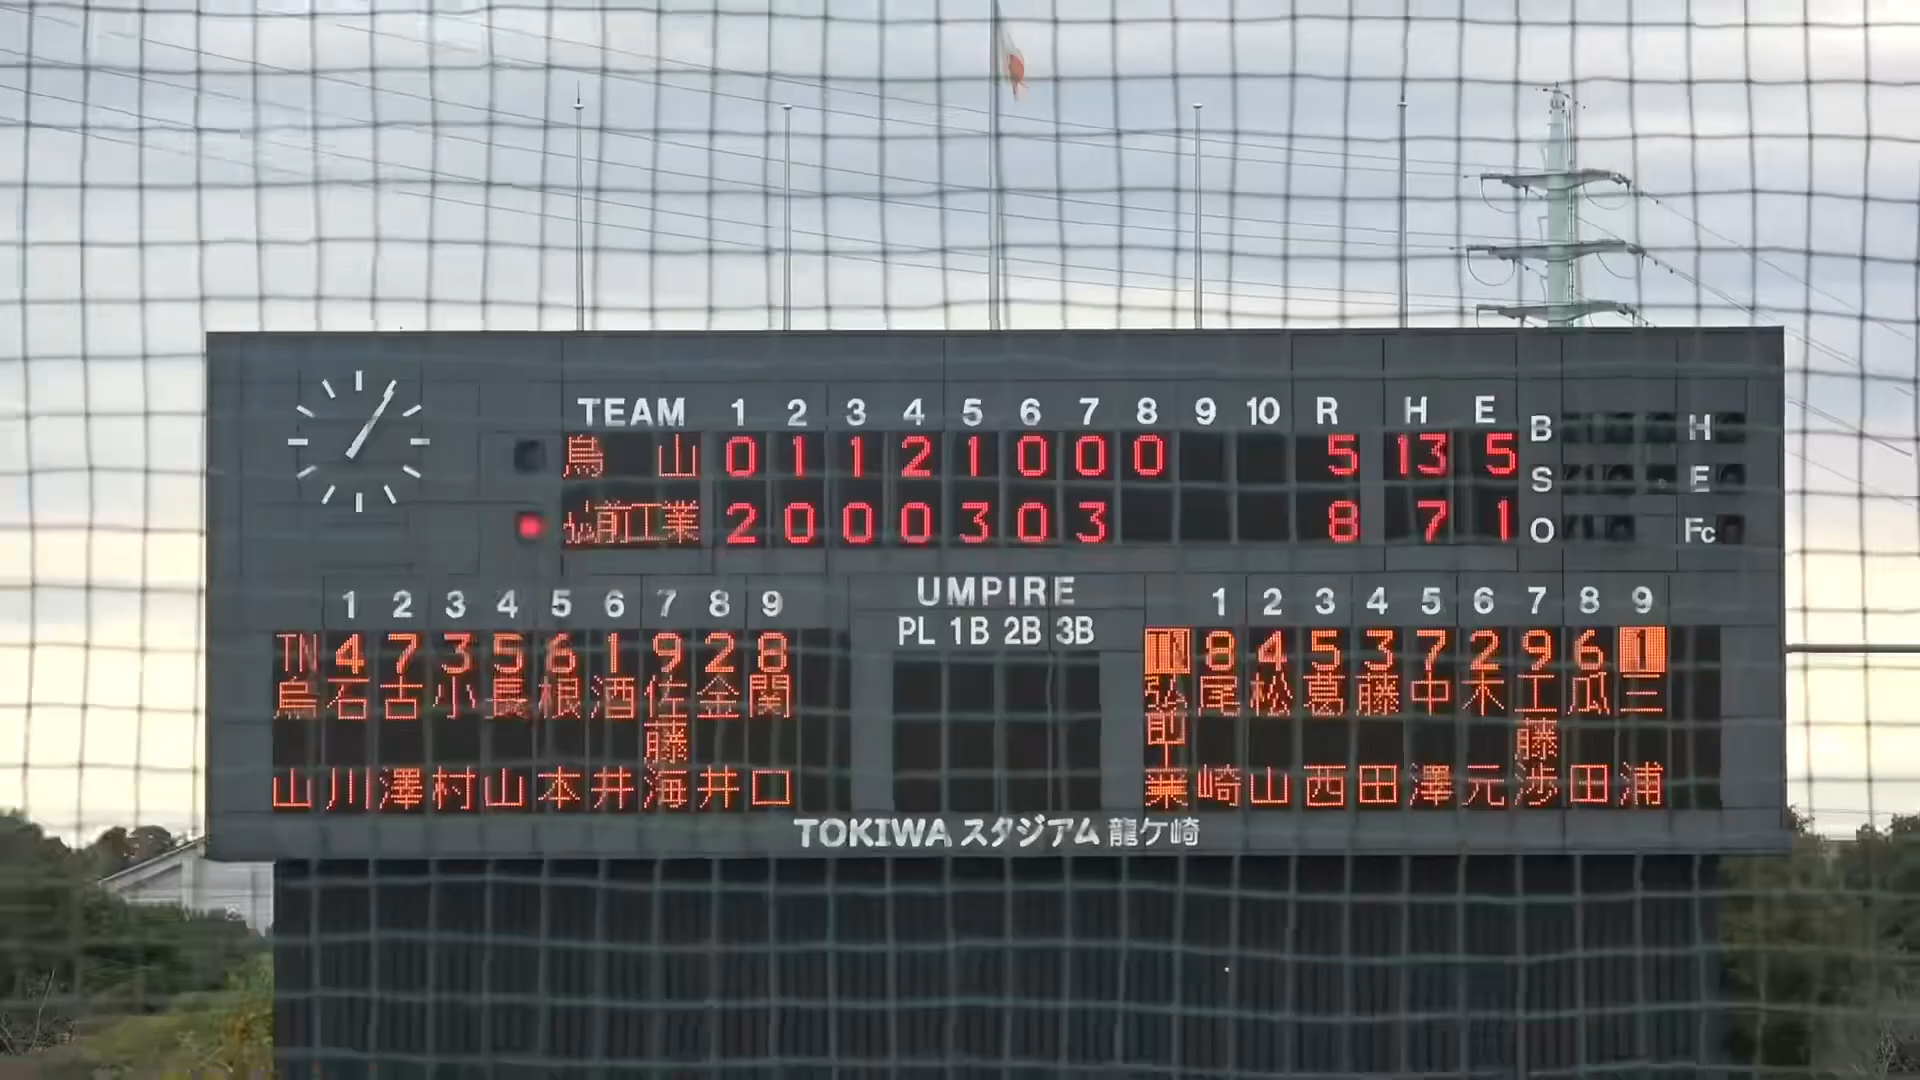 TEAM 1 2 3 4 5 6 7 8 9 10 R H E
烏山 0 1 1 2 1 0 0 0 5 13 5
弘前工業 2 0 0 0 3 0 3 8 7 1
B H
S E
O Fc
1 2 3 4 5 6 7 8 9
TN 4 7 3 5 6 1 9 2 8
烏山 石川 古澤 小村 長山 根本 酒井 佐藤海 金井 関口
UMPIRE
PL 1B 2B 3B
1 2 3 4 5 6 7 8 9
TN 8 4 5 3 7 2 9 6 1
弘前工業 尾崎 松山 葛西 藤田 中澤 木元 工藤渉 瓜田 三浦
TOKIWA スタジアム 龍ケ崎